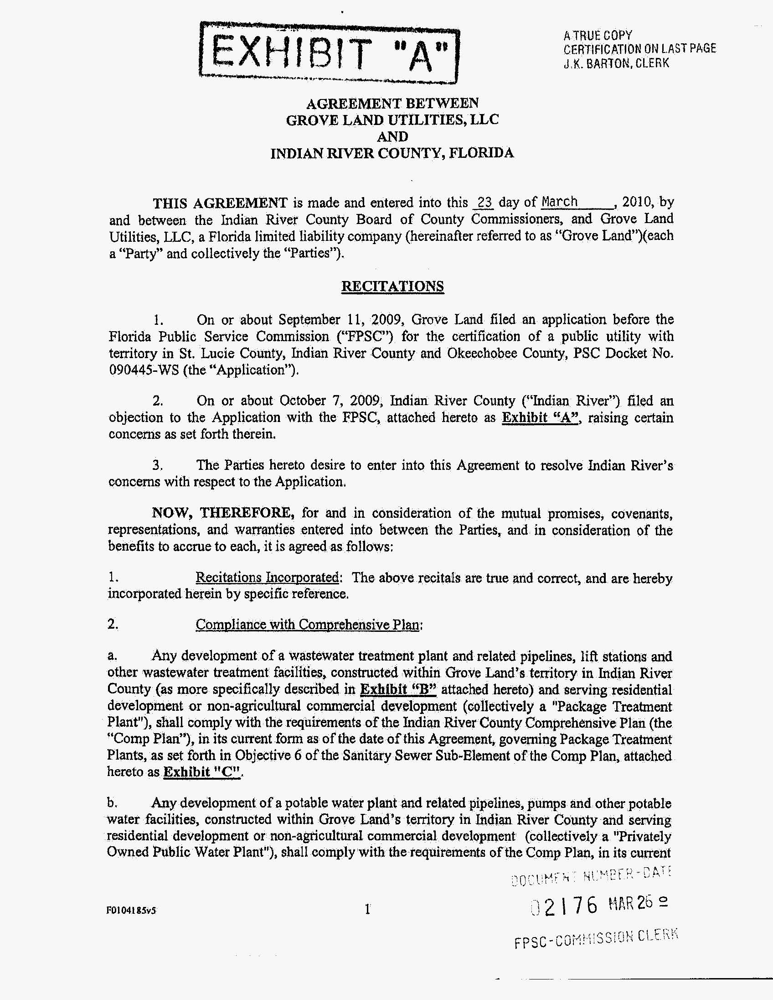 EXHIBIT "A"
A TRUE COPY
CERTIFICATION ON LAST PAGE
J.K. BARTON, CLERK
AGREEMENT BETWEEN
GROVE LAND UTILITIES, LLC
AND
INDIAN RIVER COUNTY, FLORIDA
THIS AGREEMENT is made and entered into this 23 day of March, 2010, by
and between the Indian River County Board of County Commissioners, and Grove Land
Utilities, LLC, a Florida limited liability company (hereinafter referred to as “Grove Land”)(each
a “Party” and collectively the “Parties”).
RECITATIONS
1. On or about September 11, 2009, Grove Land filed an application before the
Florida Public Service Commission (“FPSC”) for the certification of a public utility with
territory in St. Lucie County, Indian River County and Okeechobee County, PSC Docket No.
090445-WS (the “Application”).
2. On or about October 7, 2009, Indian River County (“Indian River”) filed an
objection to the Application with the FPSC, attached hereto as Exhibit “A”, raising certain
concerns as set forth therein.
3. The Parties hereto desire to enter into this Agreement to resolve Indian River’s
concerns with respect to the Application.
NOW, THEREFORE, for and in consideration of the mutual promises, covenants,
representations, and warranties entered into between the Parties, and in consideration of the
benefits to accrue to each, it is agreed as follows:
1. Recitations Incorporated: The above recitals are true and correct, and are hereby
incorporated herein by specific reference.
2. Compliance with Comprehensive Plan:
a. Any development of a wastewater treatment plant and related pipelines, lift stations and
other wastewater treatment facilities, constructed within Grove Land’s territory in Indian River
County (as more specifically described in Exhibit “B” attached hereto) and serving residential
development or non-agricultural commercial development (collectively a "Package Treatment
Plant"), shall comply with the requirements of the Indian River County Comprehensive Plan (the
“Comp Plan”), in its current form as of the date of this Agreement, governing Package Treatment
Plants, as set forth in Objective 6 of the Sanitary Sewer Sub-Element of the Comp Plan, attached
hereto as Exhibit "C".
b. Any development of a potable water plant and related pipelines, pumps and other potable
water facilities, constructed within Grove Land’s territory in Indian River County and serving
residential development or non-agricultural commercial development (collectively a "Privately
Owned Public Water Plant"), shall comply with the requirements of the Comp Plan, in its current
DOCUMENT NUMBER-DATE
02176 MAR 26 0
F0104185v5
1
FPSC-COMMISSION CLERK